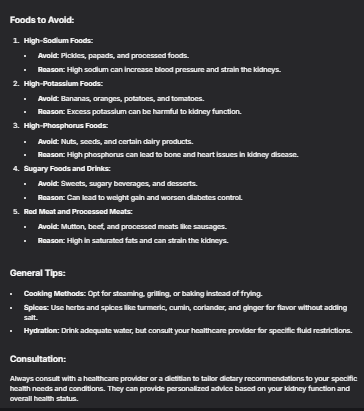 Foods to Avoid:
1. High-Sodium Foods:
• Avoid: Pickles, papads, and processed foods.
• Reason: High sodium can increase blood pressure and strain the kidneys.
2. High-Potassium Foods:
• Avoid: Bananas, oranges, potatoes, and tomatoes.
• Reason: Excess potassium can be harmful to kidney function.
3. High-Phosphorus Foods:
• Avoid: Nuts, seeds, and certain dairy products.
• Reason: High phosphorus can lead to bone and heart issues in kidney disease.
4. Sugary Foods and Drinks:
• Avoid: Sweets, sugary beverages, and desserts.
• Reason: Can lead to weight gain and worsen diabetes control.
5. Red Meat and Processed Meats:
• Avoid: Mutton, beef, and processed meats like sausages.
• Reason: High in saturated fats and can strain the kidneys.
General Tips:
• Cooking Methods: Opt for steaming, grilling, or baking instead of frying.
• Spices: Use herbs and spices like turmeric, cumin, coriander, and ginger for flavor without adding
salt.
• Hydration: Drink adequate water, but consult your healthcare provider for specific fluid restrictions.
Consultation:
Always consult with a healthcare provider or a dietitian to tailor dietary recommendations to your specific
health needs and conditions. They can provide personalized advice based on your kidney function and
overall health status.